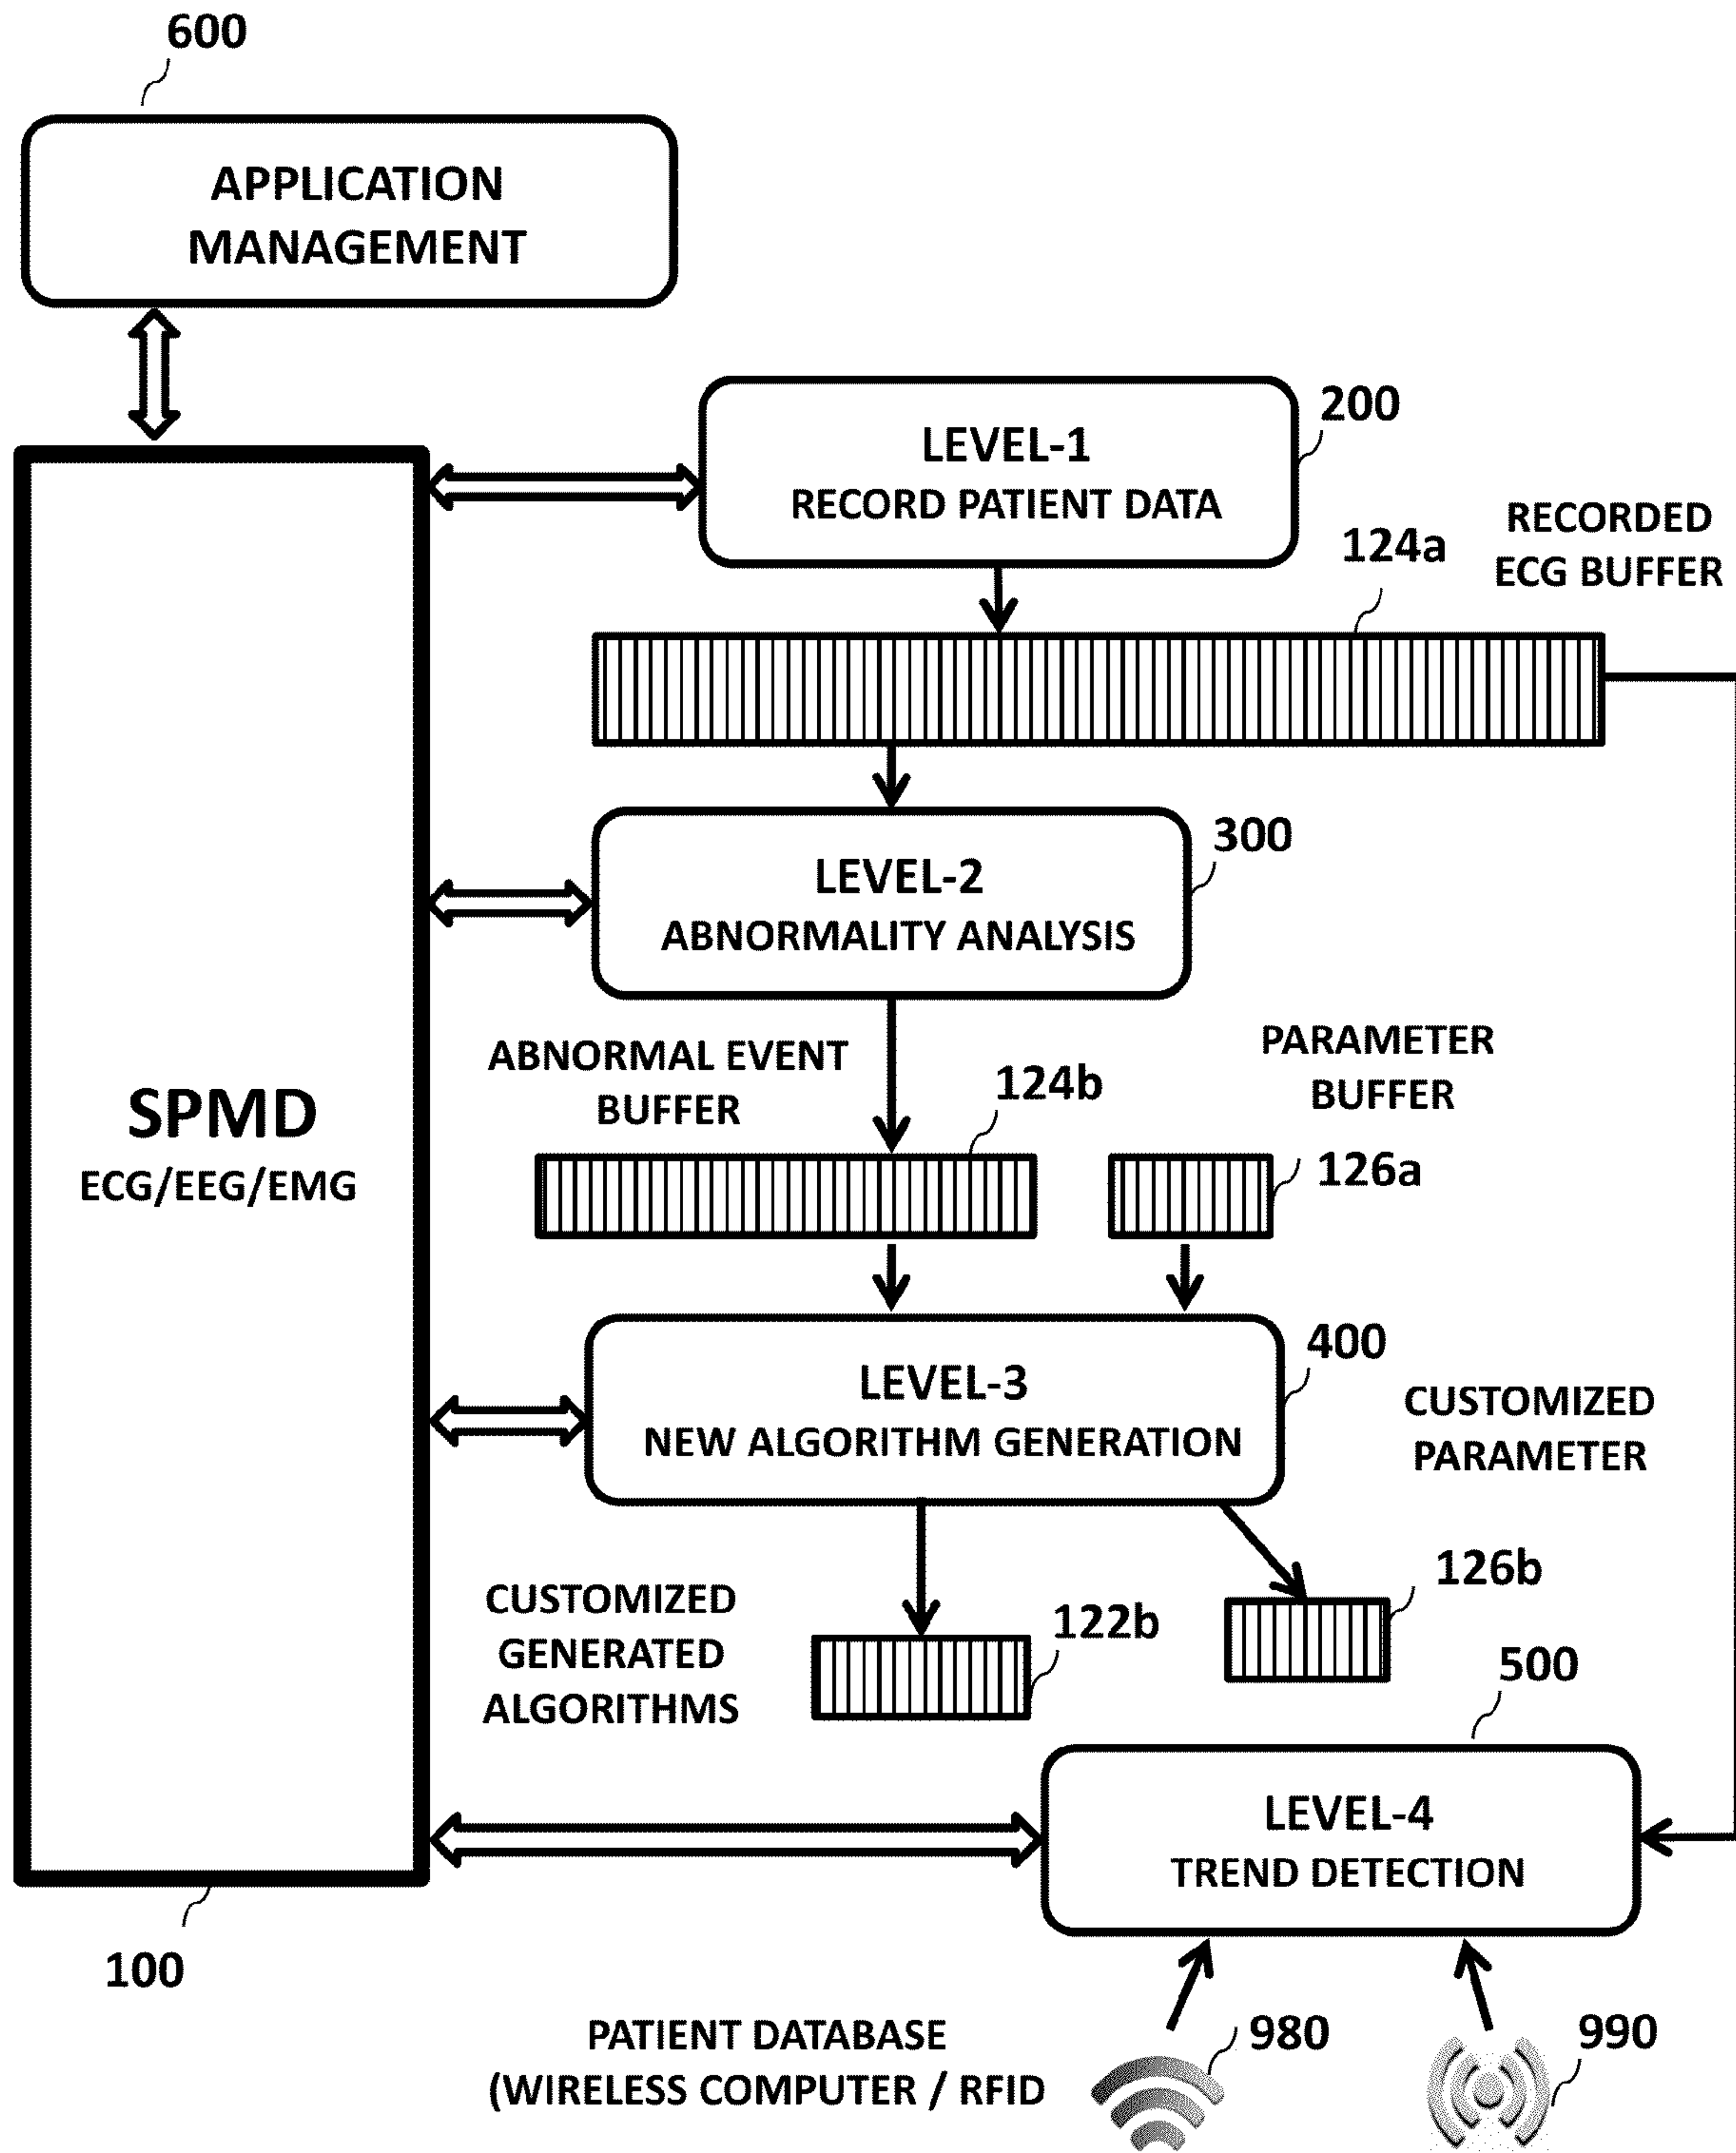 600
APPLICATION
MANAGEMENT
LEVEL-1
RECORD PATIENT DATA
200
124a
RECORDED
ECG BUFFER
LEVEL-2
ABNORMALITY ANALYSIS
300
SPMD
ECG/EEG/EMG
100
ABNORMAL EVENT
BUFFER
124b
PARAMETER
BUFFER
126a
LEVEL-3
NEW ALGORITHM GENERATION
400
CUSTOMIZED
PARAMETER
CUSTOMIZED
GENERATED
ALGORITHMS
122b
126b
500
LEVEL-4
TREND DETECTION
PATIENT DATABASE
(WIRELESS COMPUTER / RFID
980
990